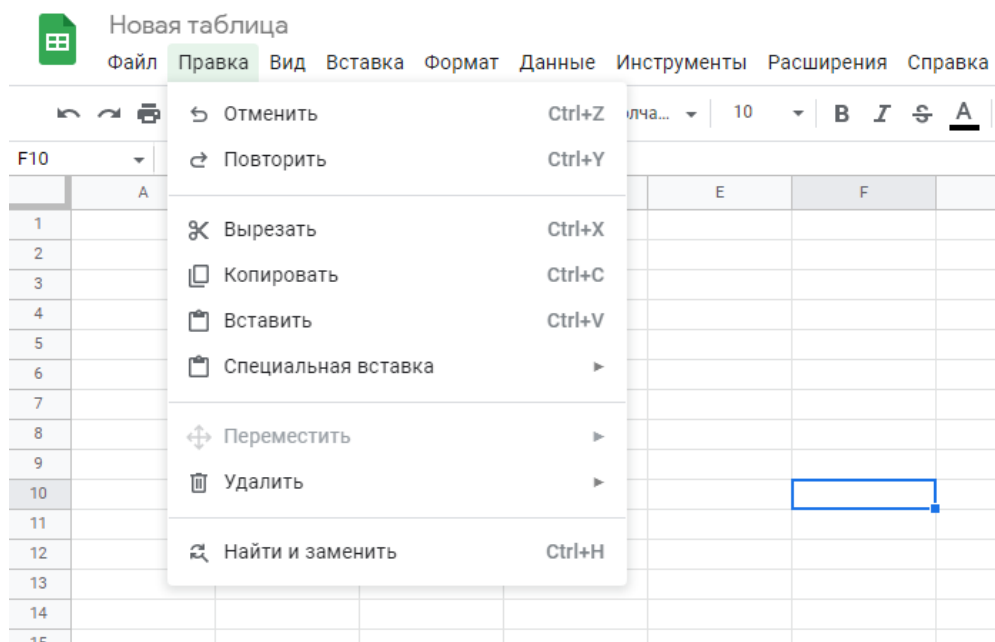 Новая таблица
Файл Правка Вид Вставка Формат Данные Инструменты Расширения Справка
Отменить Ctrl+Z 10 B I S A
F10 Повторить Ctrl+Y
A E F
1
2 Вырезать Ctrl+X
3 Копировать Ctrl+C
4 Вставить Ctrl+V
5
6 Специальная вставка
7
8 Переместить
9
10 Удалить
11
12 Найти и заменить Ctrl+H
13
14